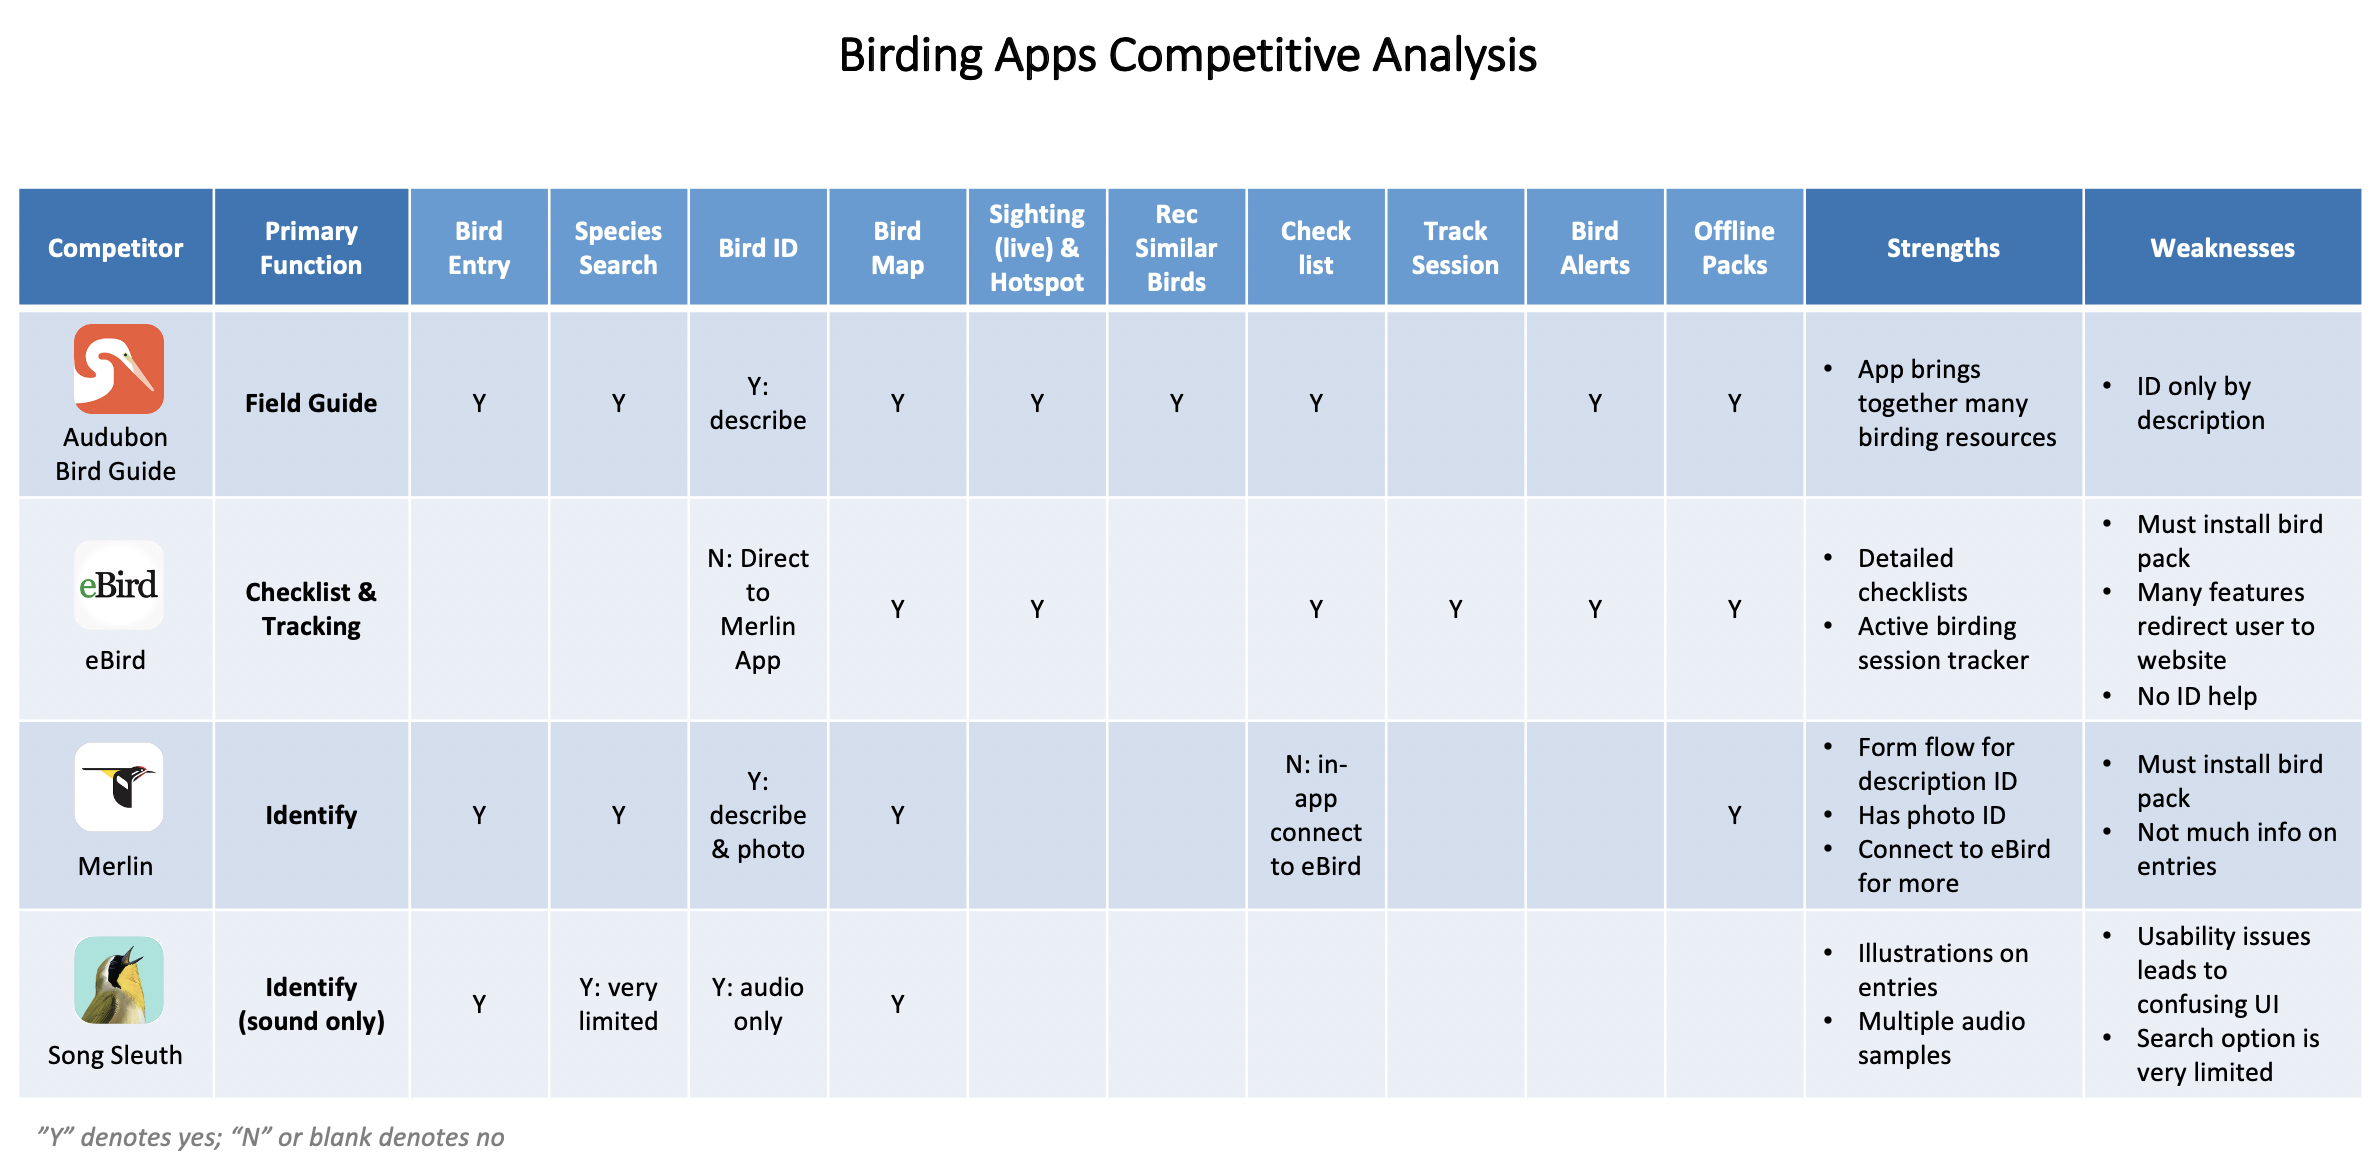 Birding Apps Competitive Analysis
Competitor
Primary
Function
Bird
Entry
Species
Search
Bird ID
Bird
Map
Sighting
(live) &
Hotspot
Rec
Similar
Birds
Check
list
Track
Session
Bird
Alerts
Offline
Packs
Strengths
Weaknesses
Audubon
Bird Guide
Field Guide
Y
Y
Y:
describe
Y
Y
Y
Y
Y
Y
• App brings
together many
birding resources
• ID only by
description
eBird
eBird
Checklist &
Tracking
N: Direct
to
Merlin
App
Y
Y
Y
Y
Y
Y
• Detailed
checklists
• Active birding
session tracker
• Must install bird
pack
• Many features
redirect user to
website
• No ID help
Merlin
Identify
Y
Y
Y:
describe
& photo
Y
N: in-
app
connect
to eBird
Y
• Form flow for
description ID
• Has photo ID
• Connect to eBird
for more
• Must install bird
pack
• Not much info on
entries
Song Sleuth
Identify
(sound only)
Y
Y: very
limited
Y: audio
only
Y
• Illustrations on
entries
• Multiple audio
samples
• Usability issues
leads to
confusing UI
• Search option is
very limited
”Y” denotes yes; “N” or blank denotes no